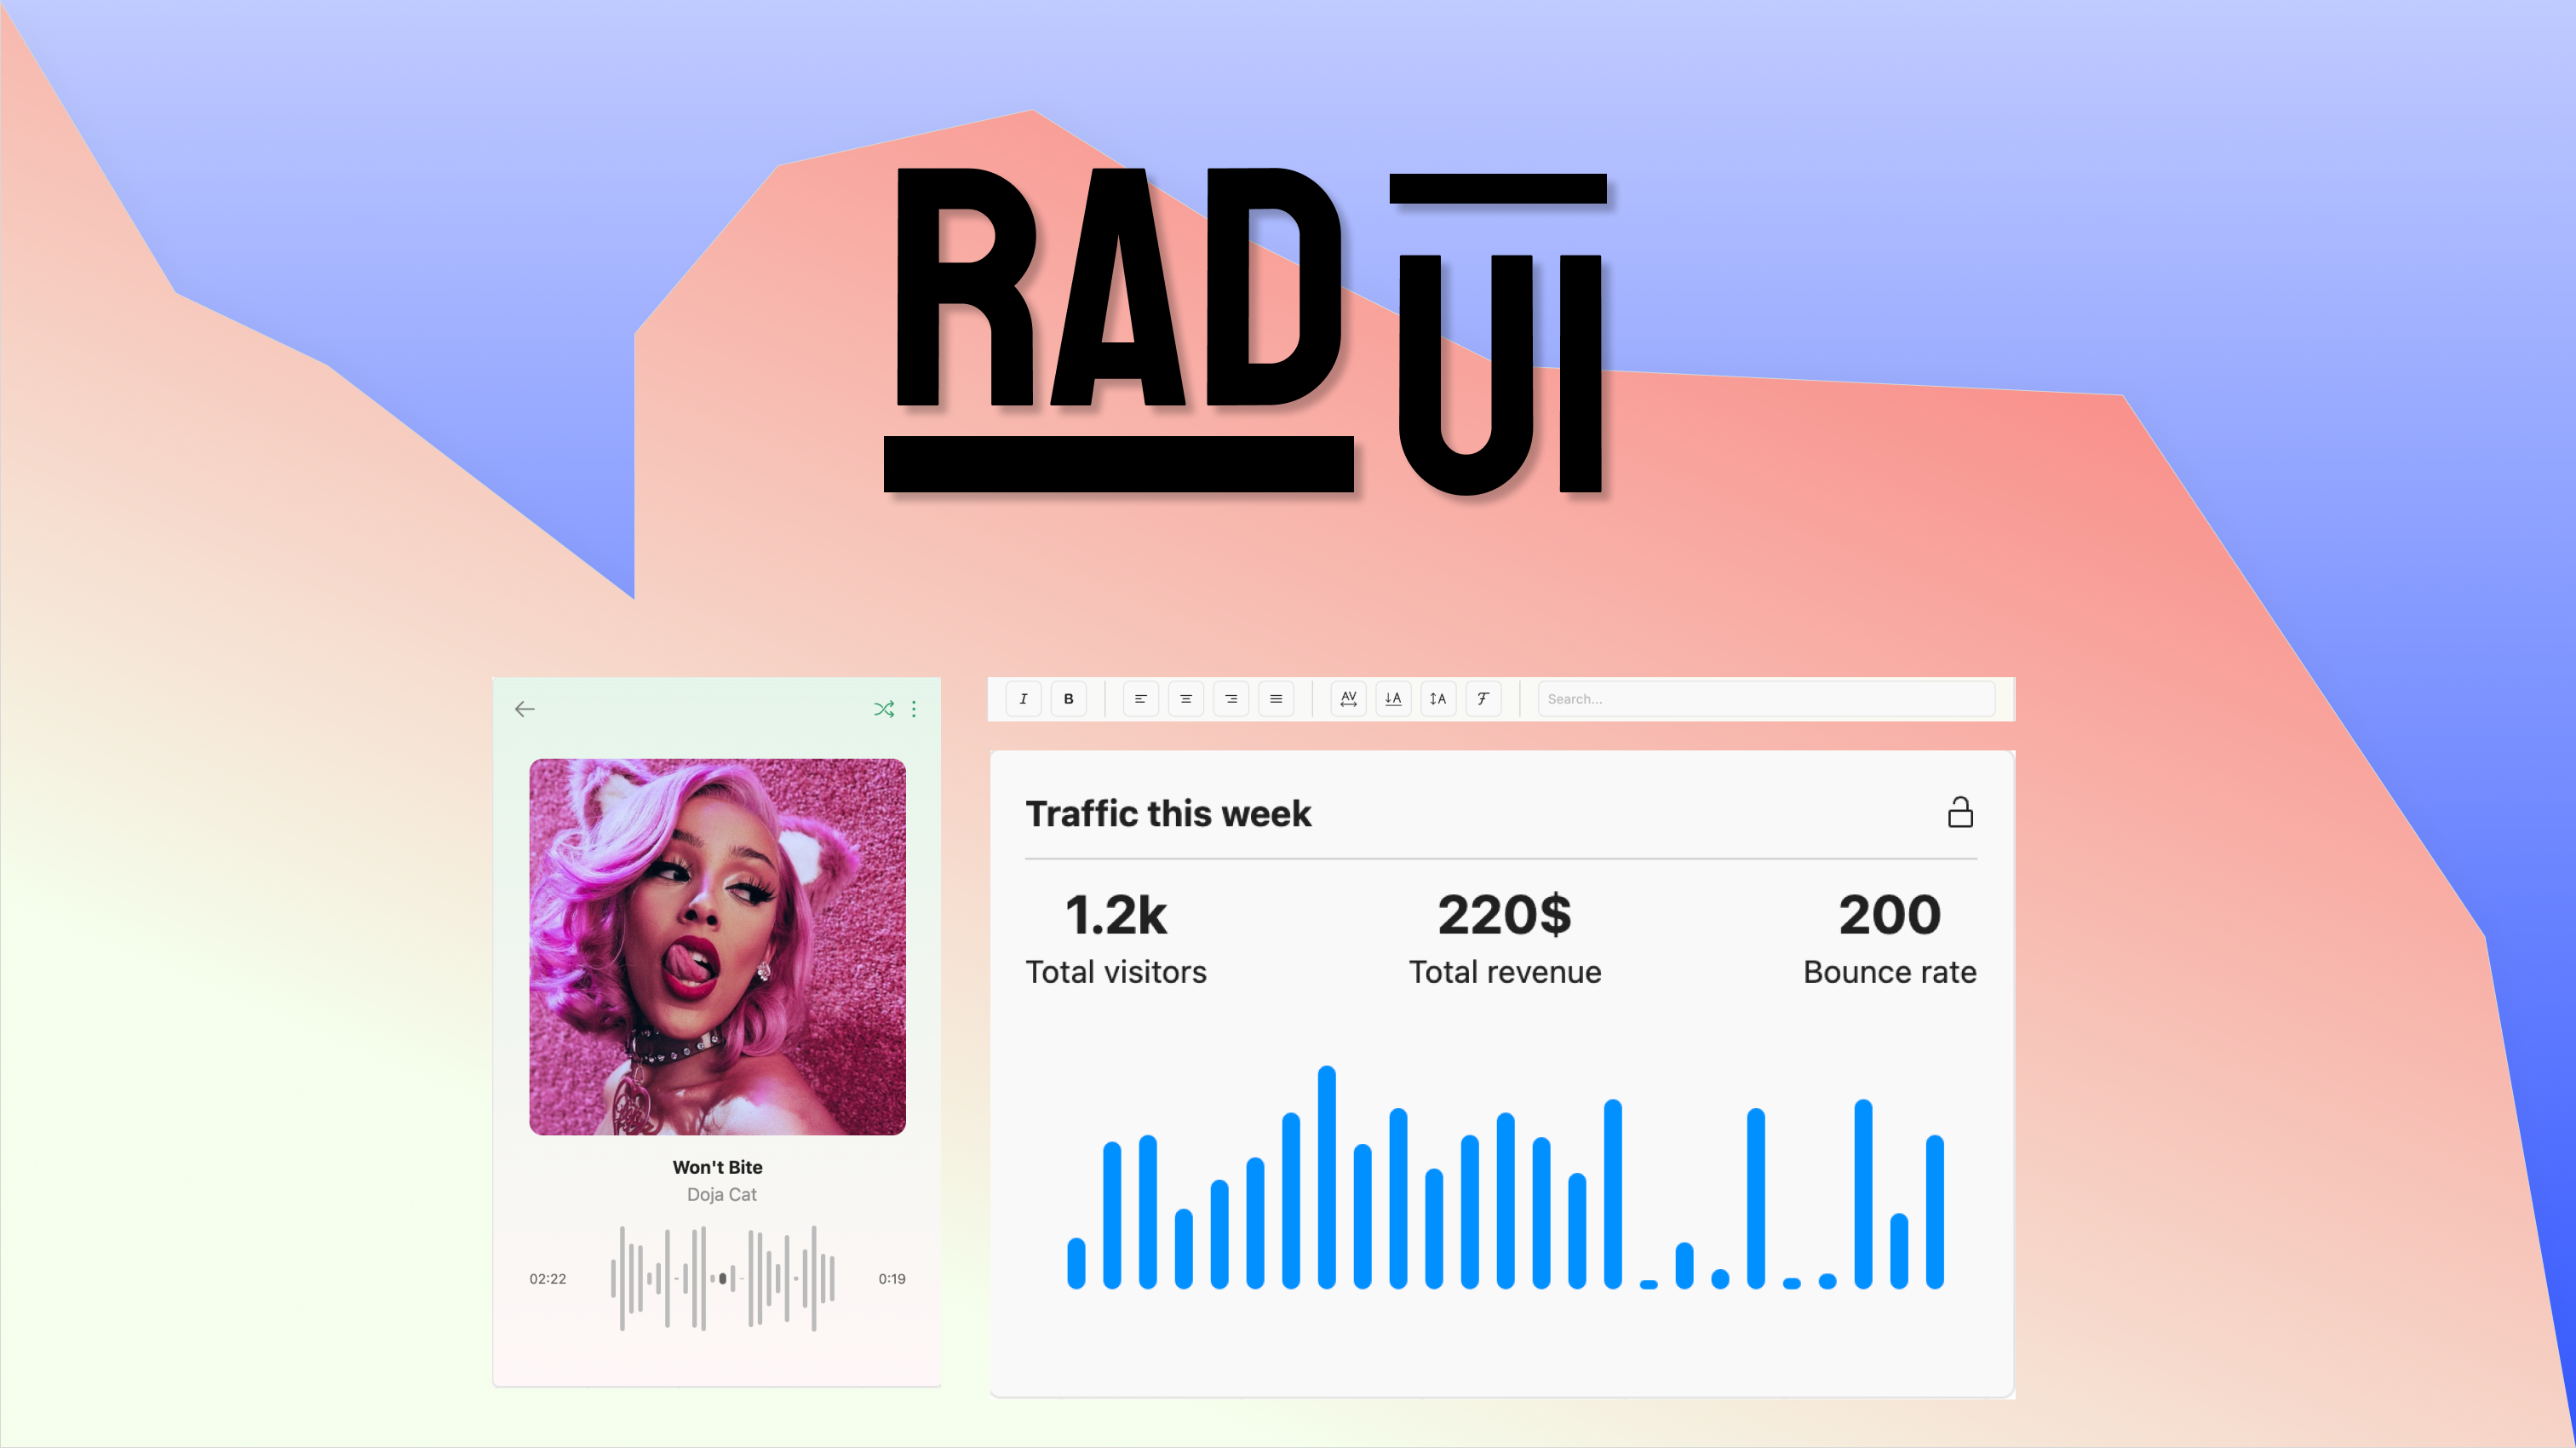 RAD UI
I B AV A A F Search...
Traffic this week
1.2k 220$ 200
Total visitors Total revenue Bounce rate
Won't Bite
Doja Cat
02:22 0:19